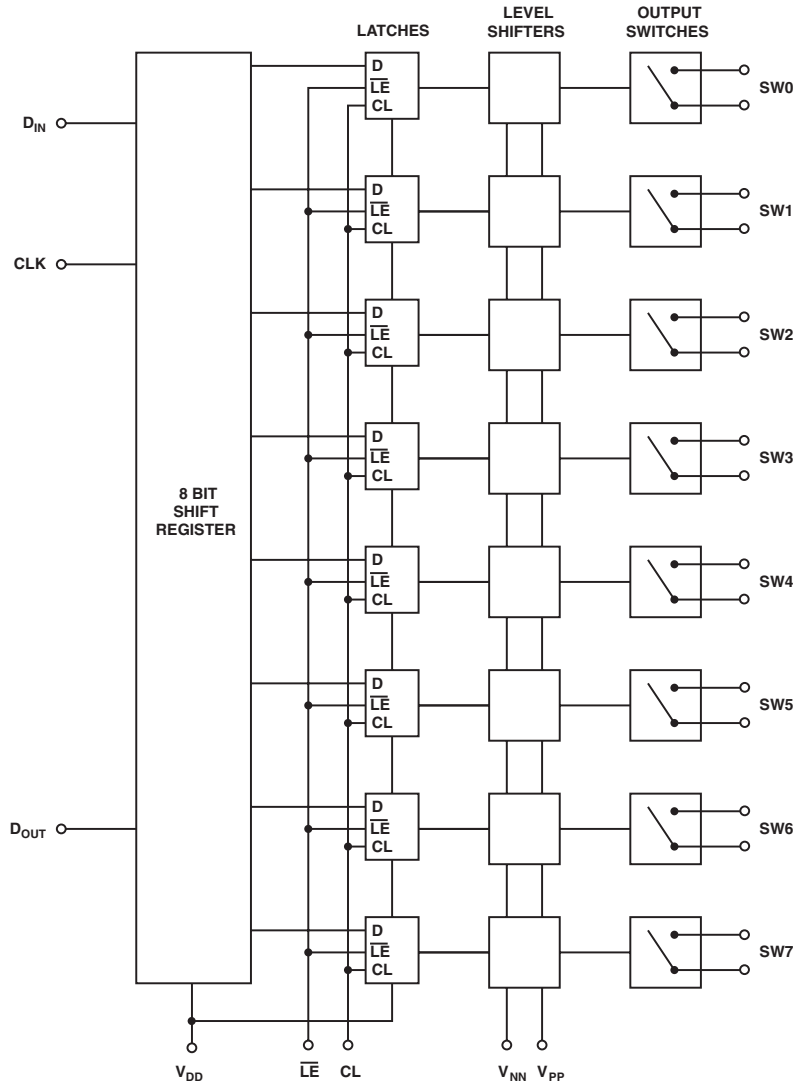 LATCHES
LEVEL
SHIFTERS
OUTPUT
SWITCHES
D
LE
CL
SW0
DIN
D
LE
CL
SW1
CLK
D
LE
CL
SW2
D
LE
CL
SW3
8 BIT
SHIFT
REGISTER
D
LE
CL
SW4
D
LE
CL
SW5
D
LE
CL
SW6
DOUT
D
LE
CL
SW7
VDD
LE
CL
VNN
VPP